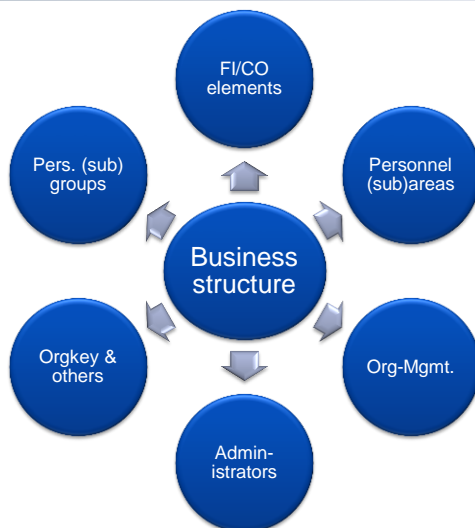 FI/CO
elements
Pers. (sub)
groups
Personnel
(sub)areas
Business
structure
Orgkey &
others
Org-Mgmt.
Admin-
istrators